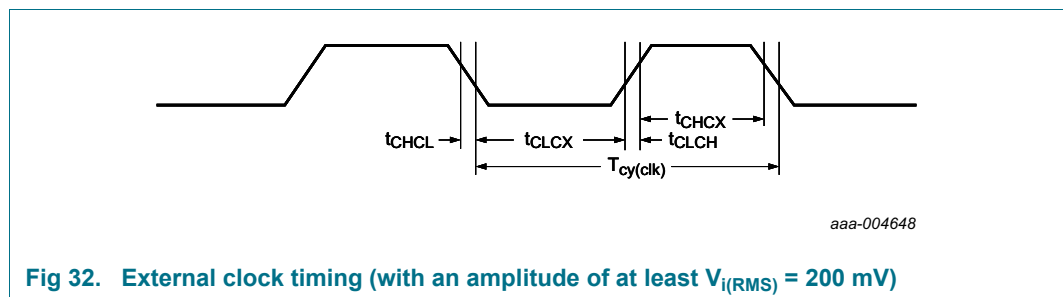 tCHCX
tCHCL
tCLCX
tCLCH
Tcy(clk)
aaa-004648
Fig 32. External clock timing (with an amplitude of at least Vi(RMS) = 200 mV)